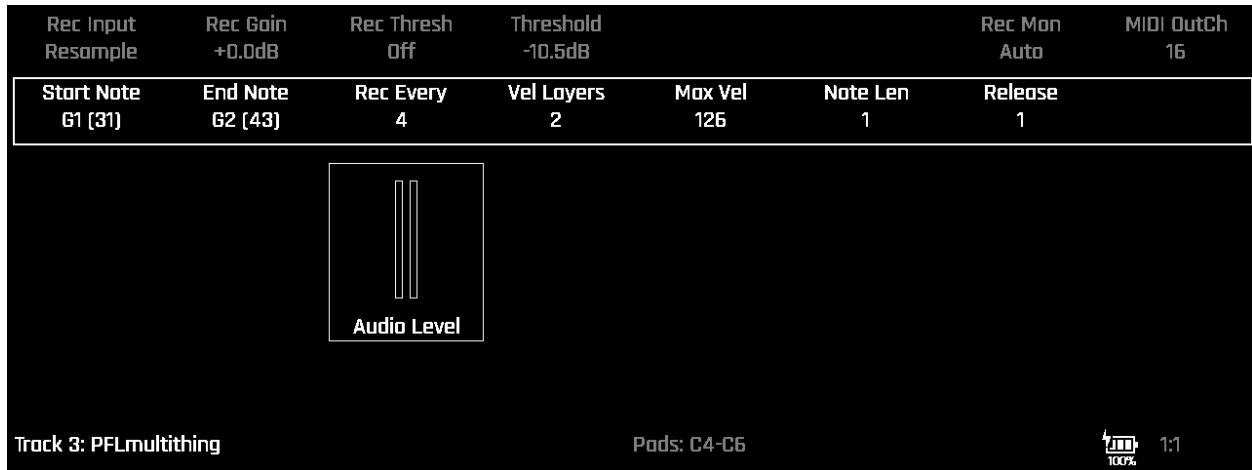 Rec Input Rec Gain Rec Thresh Threshold Rec Mon MIDI OutCh
Resample +0.0dB Off -10.5dB Auto 16
Start Note End Note Rec Every Vel Layers Max Vel Note Len Release
G1 (31) G2 (43) 4 2 126 1 1
Audio Level
Track 3: PFLmultithing Pads: C4-C6 1:1
100%